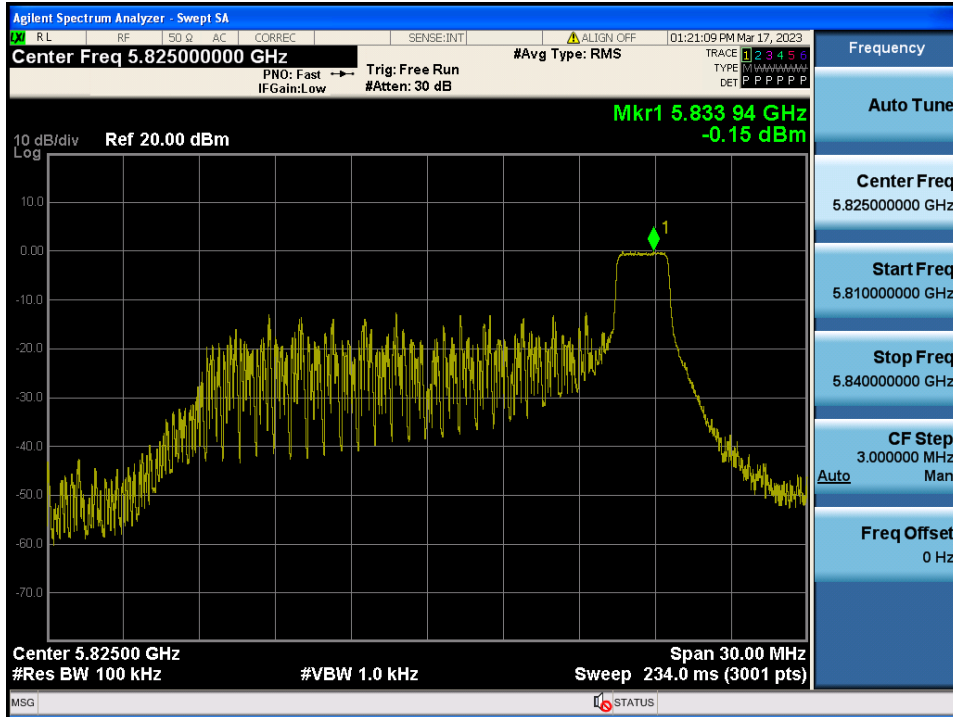 Agilent Spectrum Analyzer - Swept SA
LXI RL RF 50 Ω AC CORREC SENSE:INT ALIGN OFF 01:21:09 PM Mar 17, 2023
Center Freq 5.825000000 GHz
PNO: Fast
IFGain:Low
Trig: Free Run
#Atten: 30 dB
#Avg Type: RMS
TRACE 1 2 3 4 5 6
TYPE M W W W W W
DET P P P P P P
Mkr1 5.833 94 GHz
-0.15 dBm
10 dB/div Ref 20.00 dBm
Log
1
10.0
0.00
-10.0
-20.0
-30.0
-40.0
-50.0
-60.0
-70.0
Center 5.82500 GHz Span 30.00 MHz
#Res BW 100 kHz #VBW 1.0 kHz Sweep 234.0 ms (3001 pts)
MSG STATUS
Frequency
Auto Tune
Center Freq
5.825000000 GHz
Start Freq
5.810000000 GHz
Stop Freq
5.840000000 GHz
CF Step
3.000000 MHz
Auto Man
Freq Offset
0 Hz